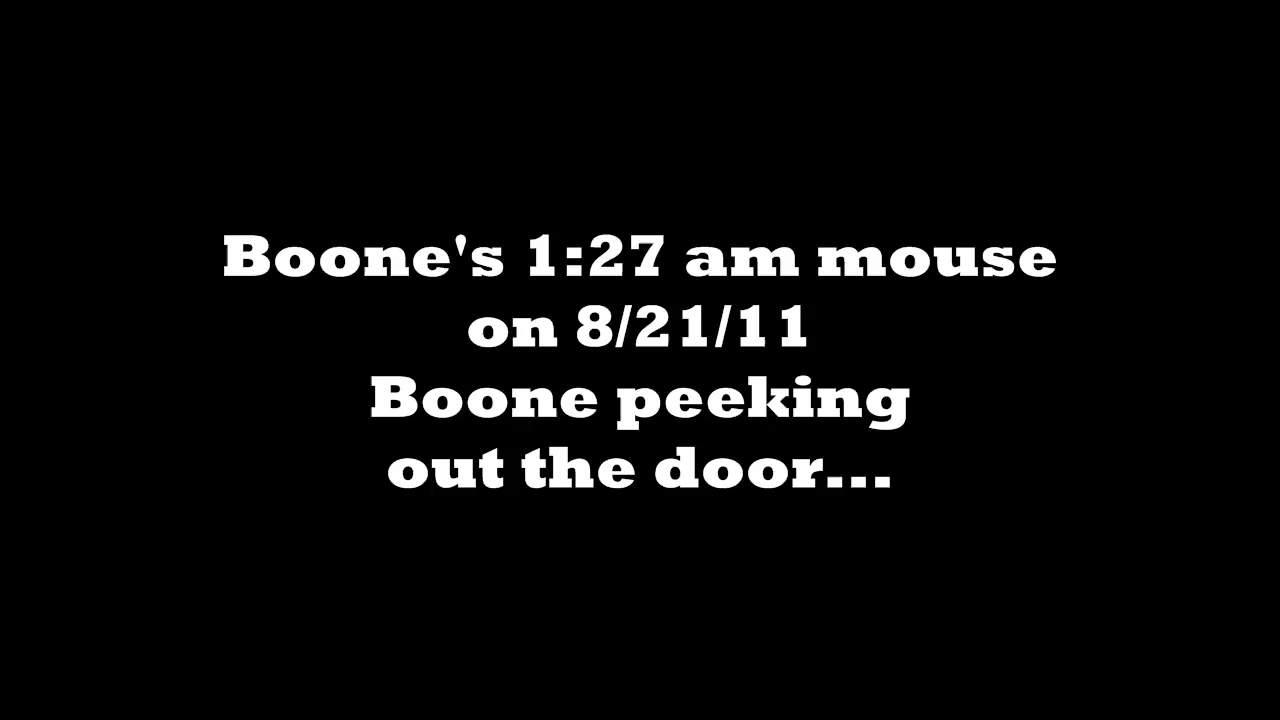 Boone's 1:27 am mouse
on 8/21/11
Boone peeking
out the door...